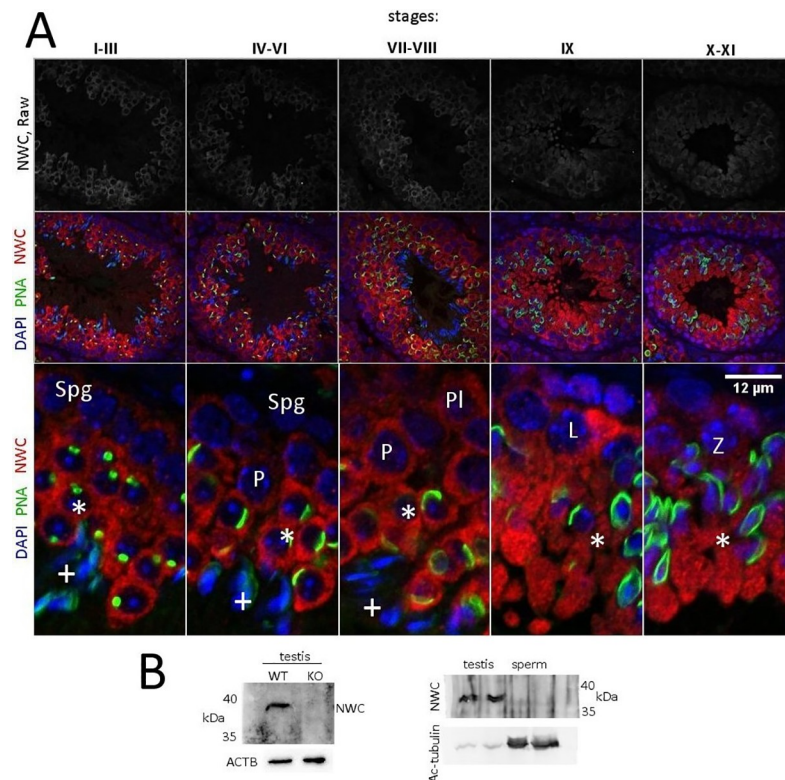 A
stages:
I-III IV-VI VII-VIII IX X-XI
NWC, Raw
DAPI PNA NWC
12 µm
DAPI PNA NWC
Spg Spg P P Pl L Z
* * * * *
+ + +
B
testis
WT KO
40
kDa
35
NWC
ACTB
testis sperm
NWC
40
kDa
35
Ac-tubulin